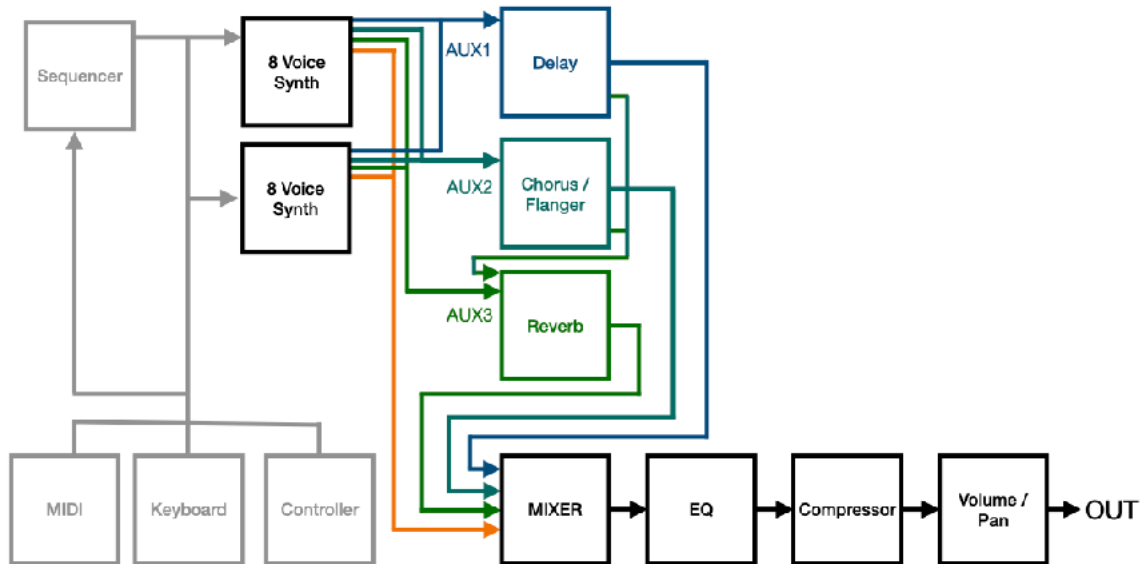 Sequencer
8 Voice
Synth
AUX1
Delay
8 Voice
Synth
AUX2
Chorus /
Flanger
AUX3
Reverb
MIDI
Keyboard
Controller
MIXER
EQ
Compressor
Volume /
Pan
OUT